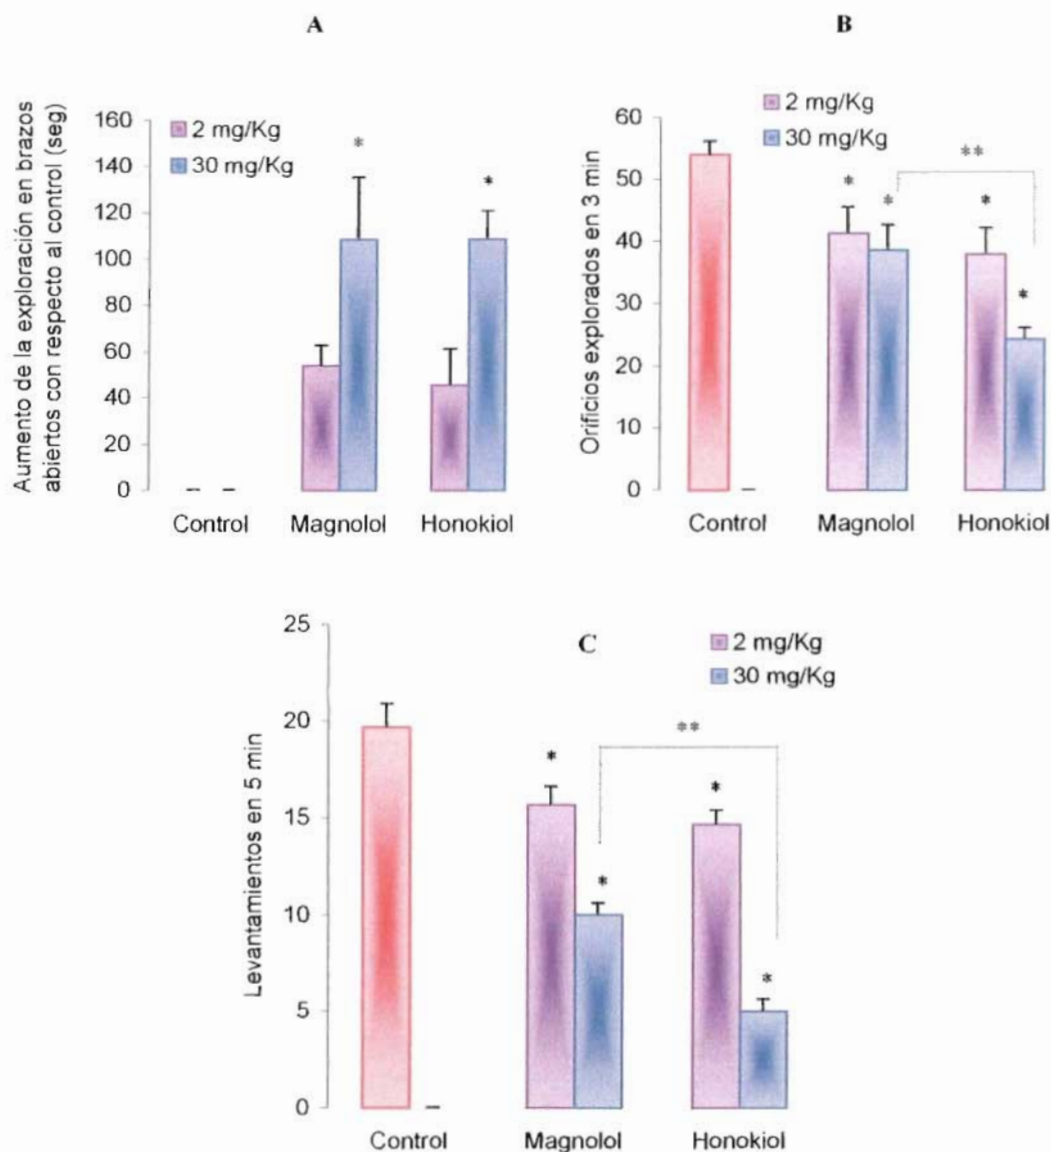 A
Aumento de la exploración en brazos
abiertos con respecto al control (seg)
160
140
120
100
80
60
40
20
0
2 mg/Kg
30 mg/Kg
*
*
Control
Magnolol
Honokiol
B
Orificios explorados en 3 min
60
50
40
30
20
10
0
2 mg/Kg
30 mg/Kg
**
*
*
*
*
Control
Magnolol
Honokiol
C
Levantamientos en 5 min
25
20
15
10
5
0
2 mg/Kg
30 mg/Kg
**
*
*
*
*
Control
Magnolol
Honokiol